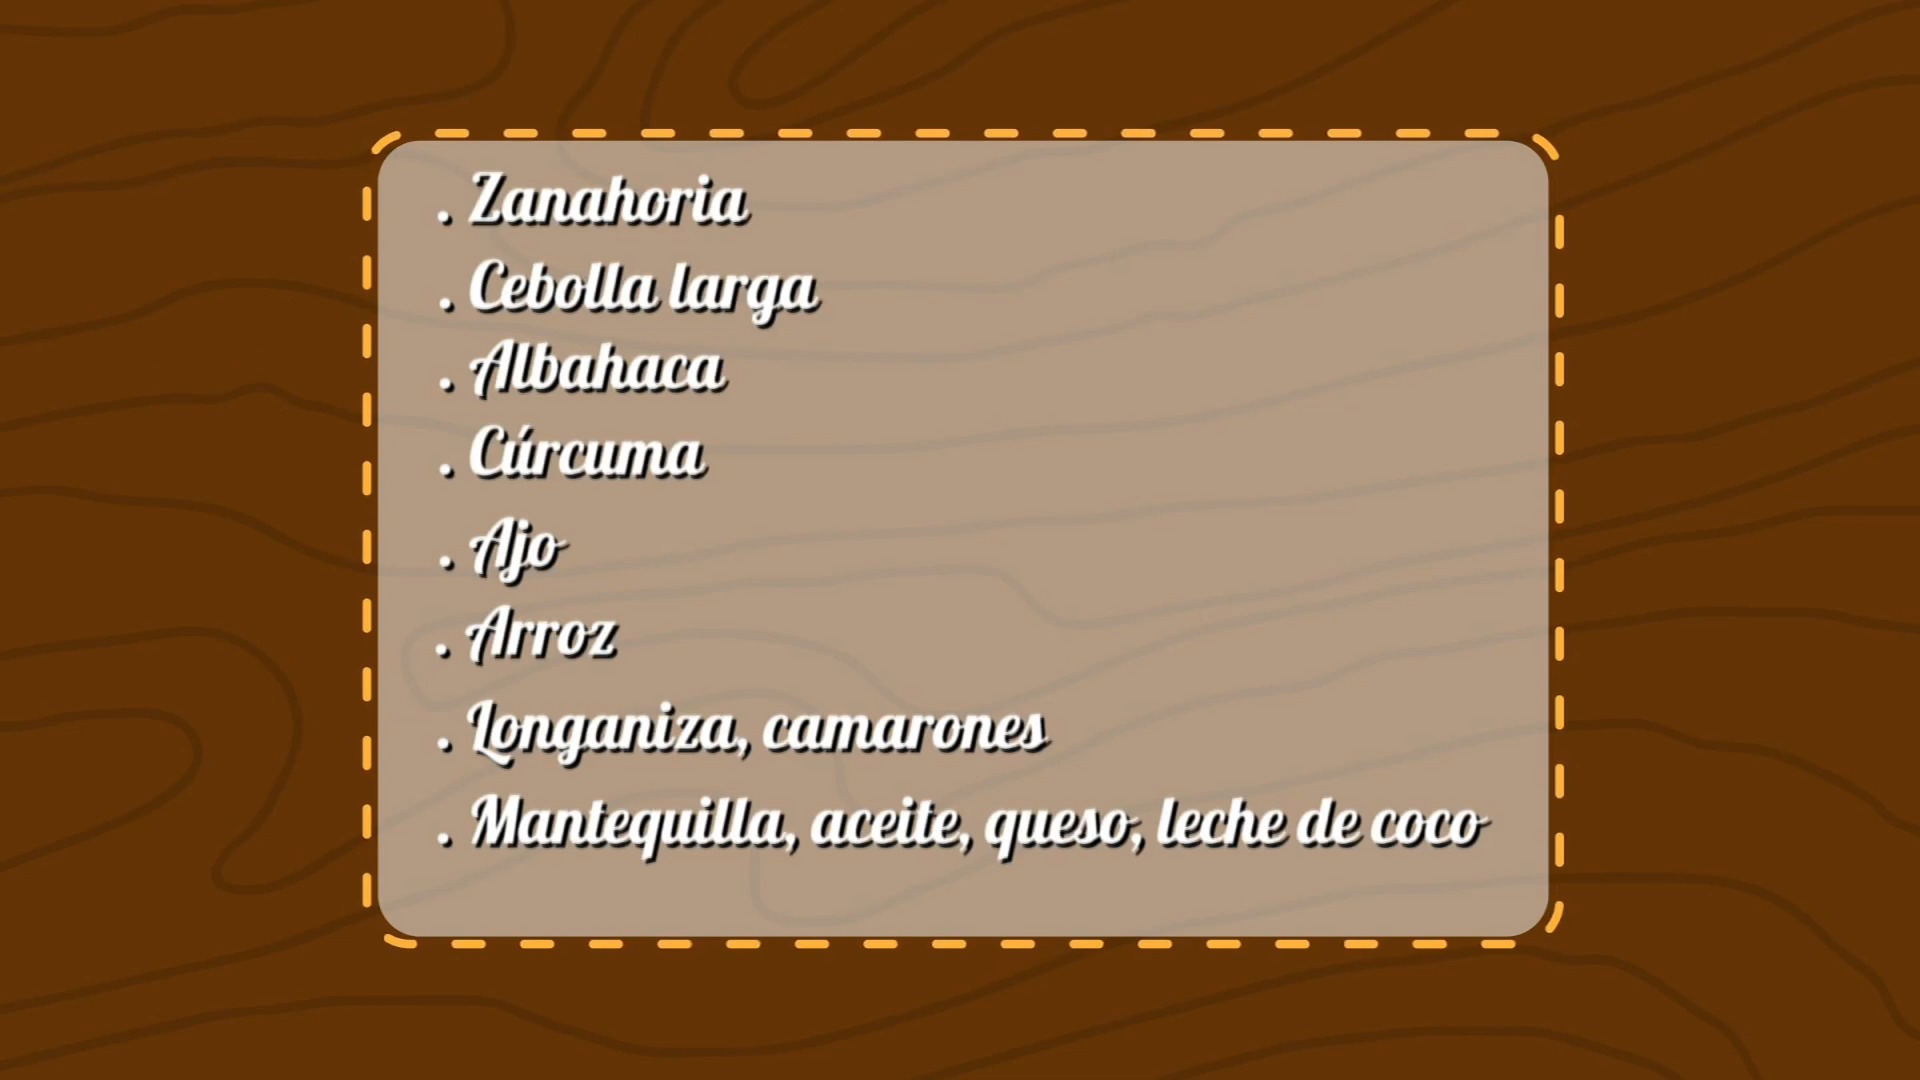 . Zanahoria
. Cebolla larga
. Albahaca
. Cúrcuma
. Ajo
. Arroz
. Longaniza, camarones
. Mantequilla, aceite, queso, leche de coco